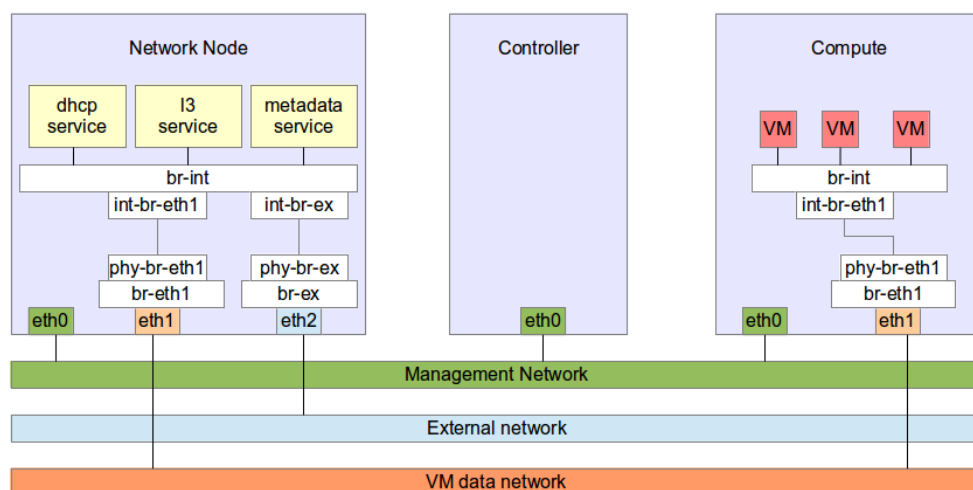 Network Node
Controller
Compute
dhcp
service
l3
service
metadata
service
VM
VM
VM
br-int
br-int
int-br-eth1
int-br-ex
int-br-eth1
phy-br-eth1
phy-br-ex
phy-br-eth1
br-eth1
br-ex
br-eth1
eth0
eth1
eth2
eth0
eth0
eth1
Management Network
External network
VM data network